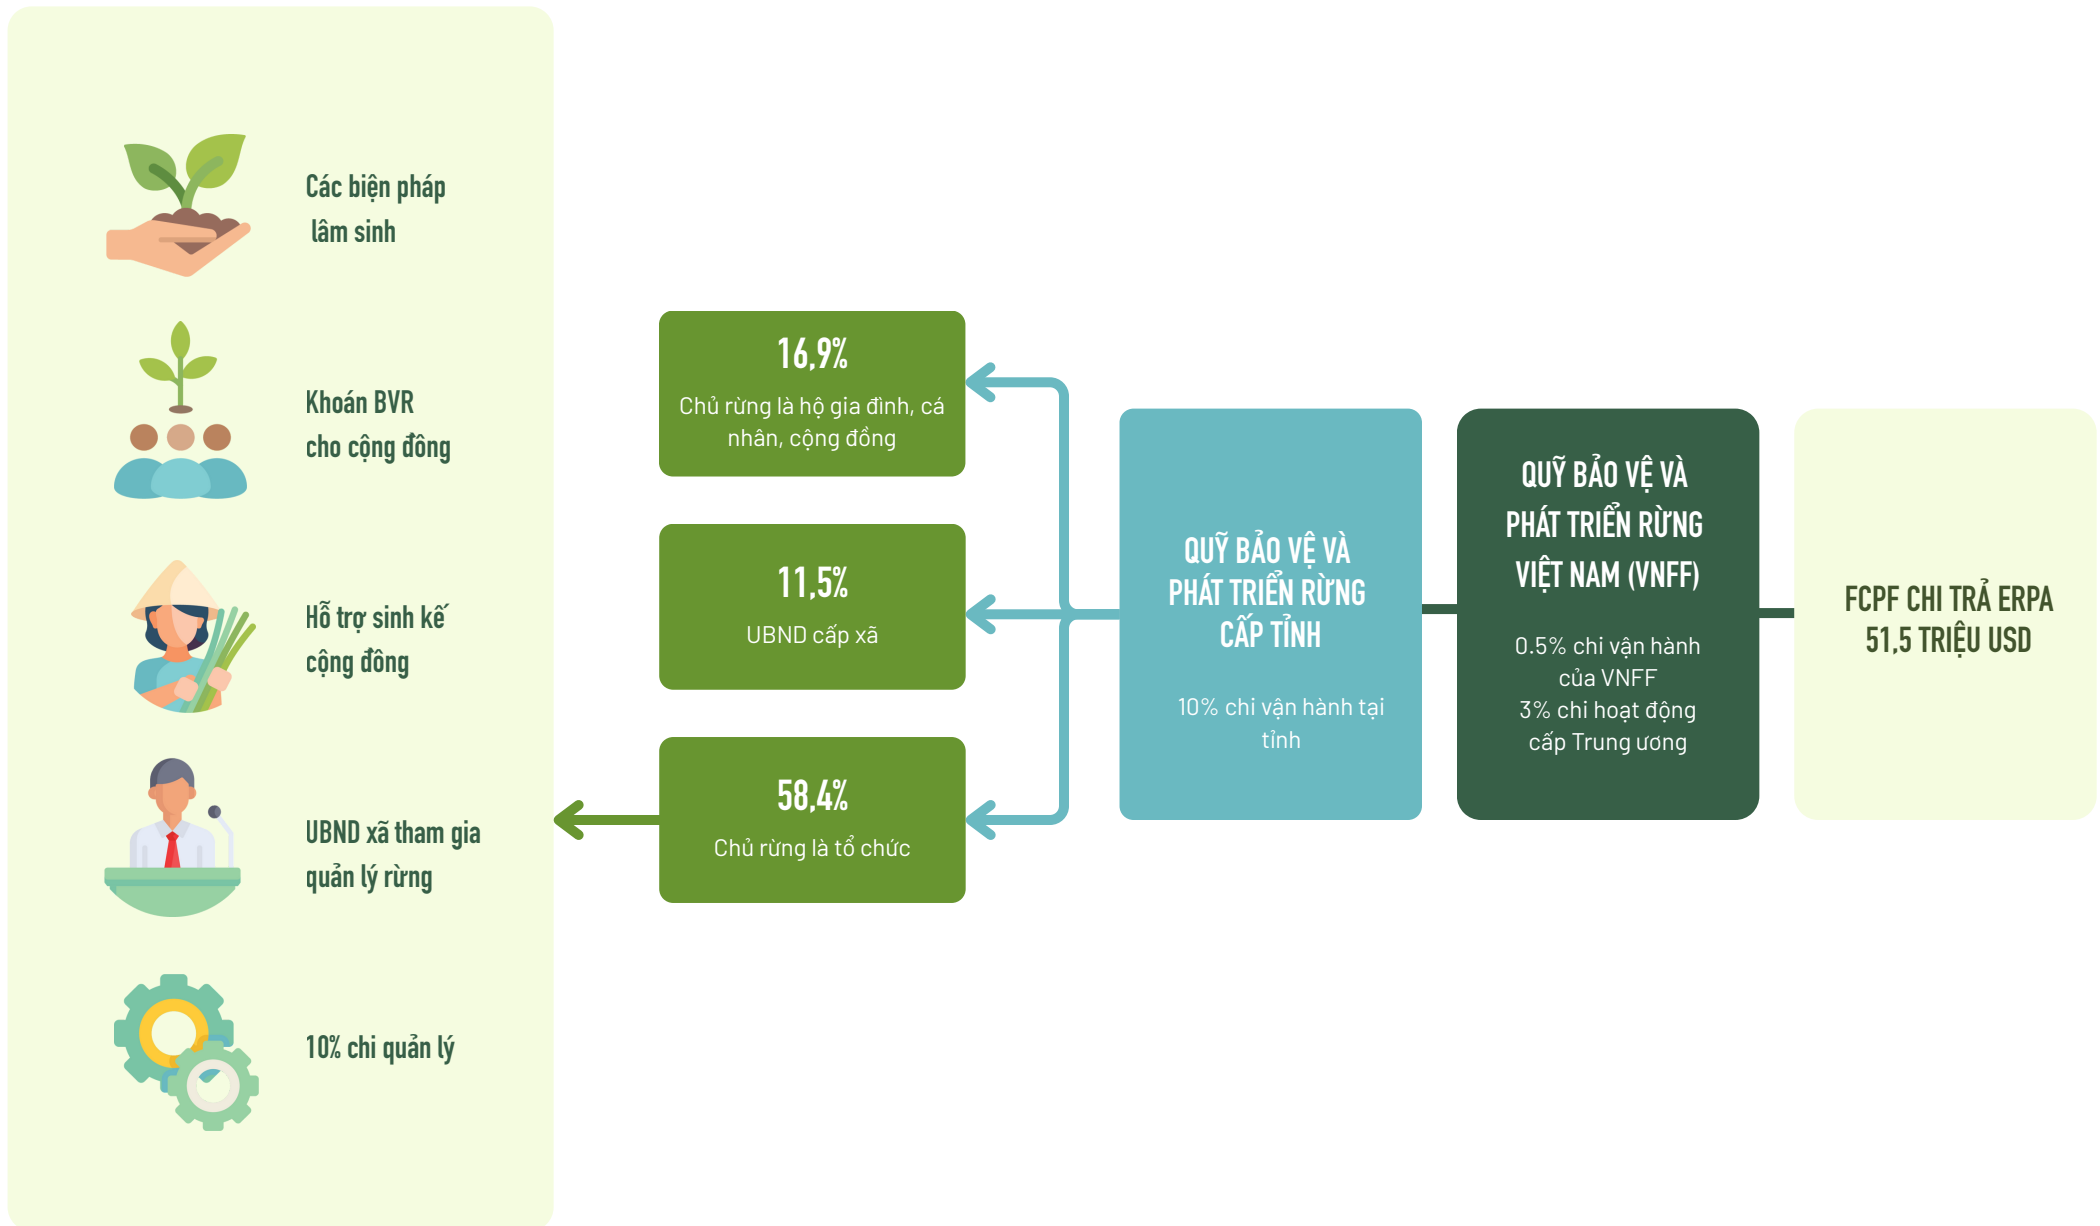 Các biện pháp
lâm sinh
Khoán BVR
cho cộng đông
Hỗ trợ sinh kế
cộng đông
UBND xã tham gia
quản lý rừng
10% chi quản lý
16,9%
Chủ rừng là hộ gia đình, cá
nhân, cộng đồng
11,5%
UBND cấp xã
58,4%
Chủ rừng là tổ chức
QUỸ BẢO VỆ VÀ
PHÁT TRIỂN RỪNG
CẤP TỈNH
10% chi vận hành tại
tỉnh
QUỸ BẢO VỆ VÀ
PHÁT TRIỂN RỪNG
VIỆT NAM (VNFF)
0.5% chi vận hành
của VNFF
3% chi hoạt động
cấp Trung ương
FCPF CHI TRẢ ERPA
51,5 TRIỆU USD